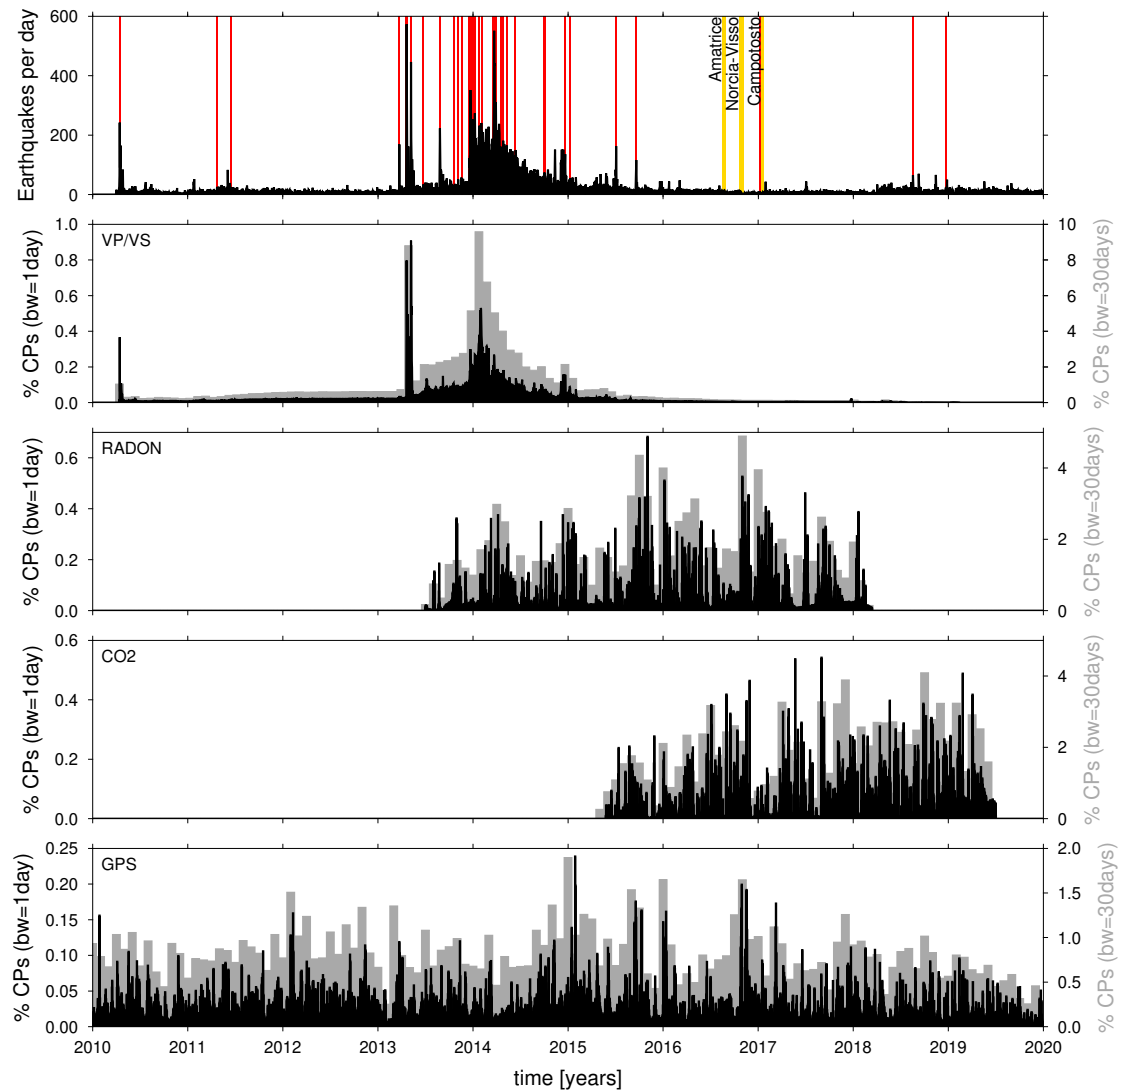 Earthquakes per day
600
400
200
0
Amatrice
Norcia-Visso
Campotosto
% CPs (bw=1day)
1.0
0.8
0.6
0.4
0.2
0.0
VP/VS
10
8
6
4
2
0
% CPs (bw=30days)
% CPs (bw=1day)
0.6
0.4
0.2
0.0
RADON
4
2
0
% CPs (bw=30days)
% CPs (bw=1day)
0.6
0.4
0.2
0.0
CO2
4
2
0
% CPs (bw=30days)
% CPs (bw=1day)
0.25
0.20
0.15
0.10
0.05
0.00
GPS
2.0
1.5
1.0
0.5
0.0
% CPs (bw=30days)
2010 2011 2012 2013 2014 2015 2016 2017 2018 2019 2020
time [years]